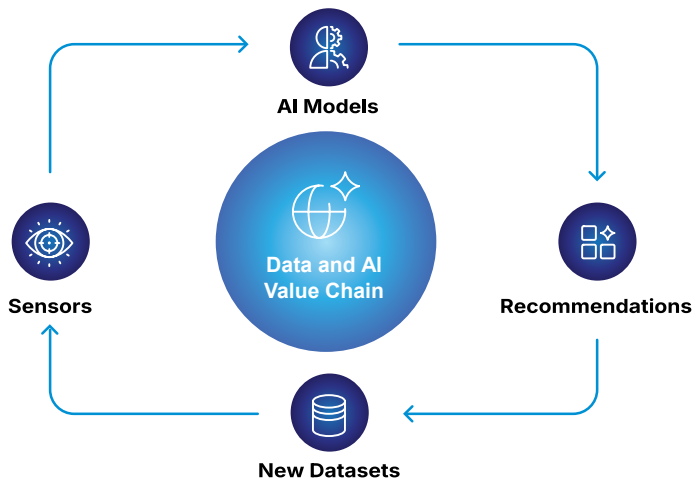 AI Models
Data and AI
Value Chain
Sensors
Recommendations
New Datasets